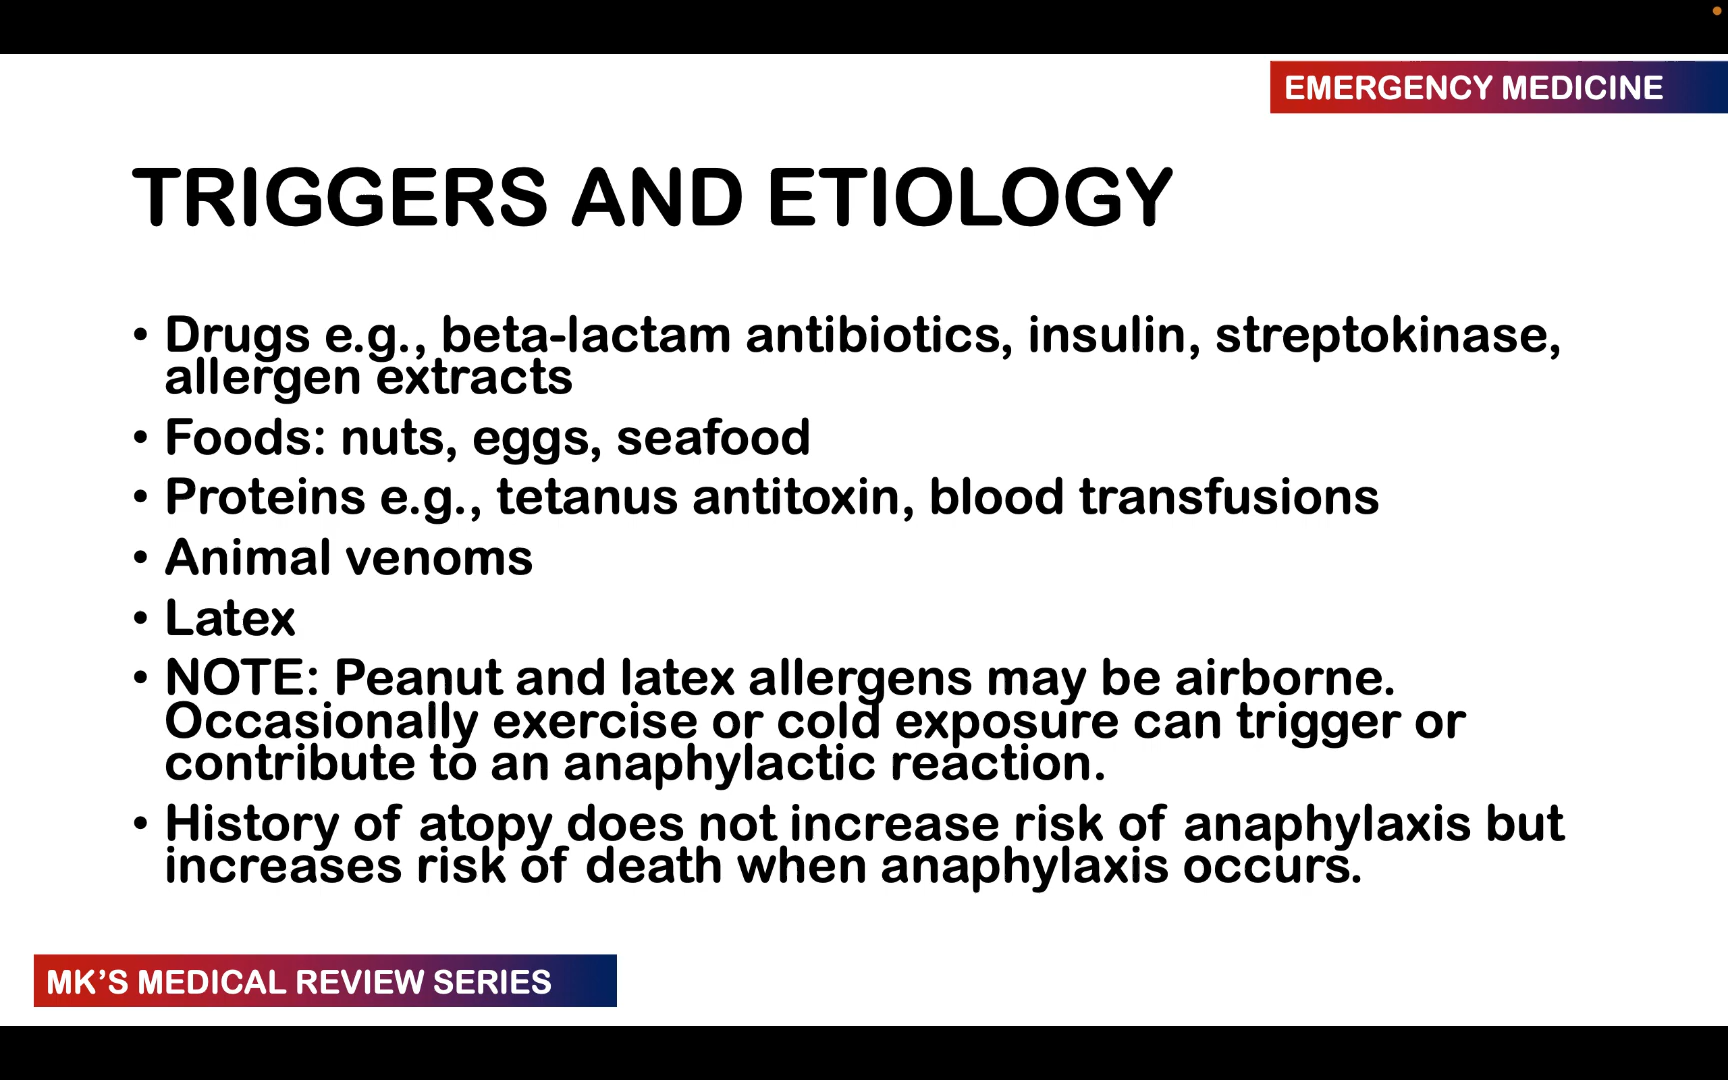 EMERGENCY MEDICINE
TRIGGERS AND ETIOLOGY
• Drugs e.g., beta-lactam antibiotics, insulin, streptokinase,
allergen extracts
• Foods: nuts, eggs, seafood
• Proteins e.g., tetanus antitoxin, blood transfusions
• Animal venoms
• Latex
• NOTE: Peanut and latex allergens may be airborne.
Occasionally exercise or cold exposure can trigger or
contribute to an anaphylactic reaction.
• History of atopy does not increase risk of anaphylaxis but
increases risk of death when anaphylaxis occurs.
MK’S MEDICAL REVIEW SERIES